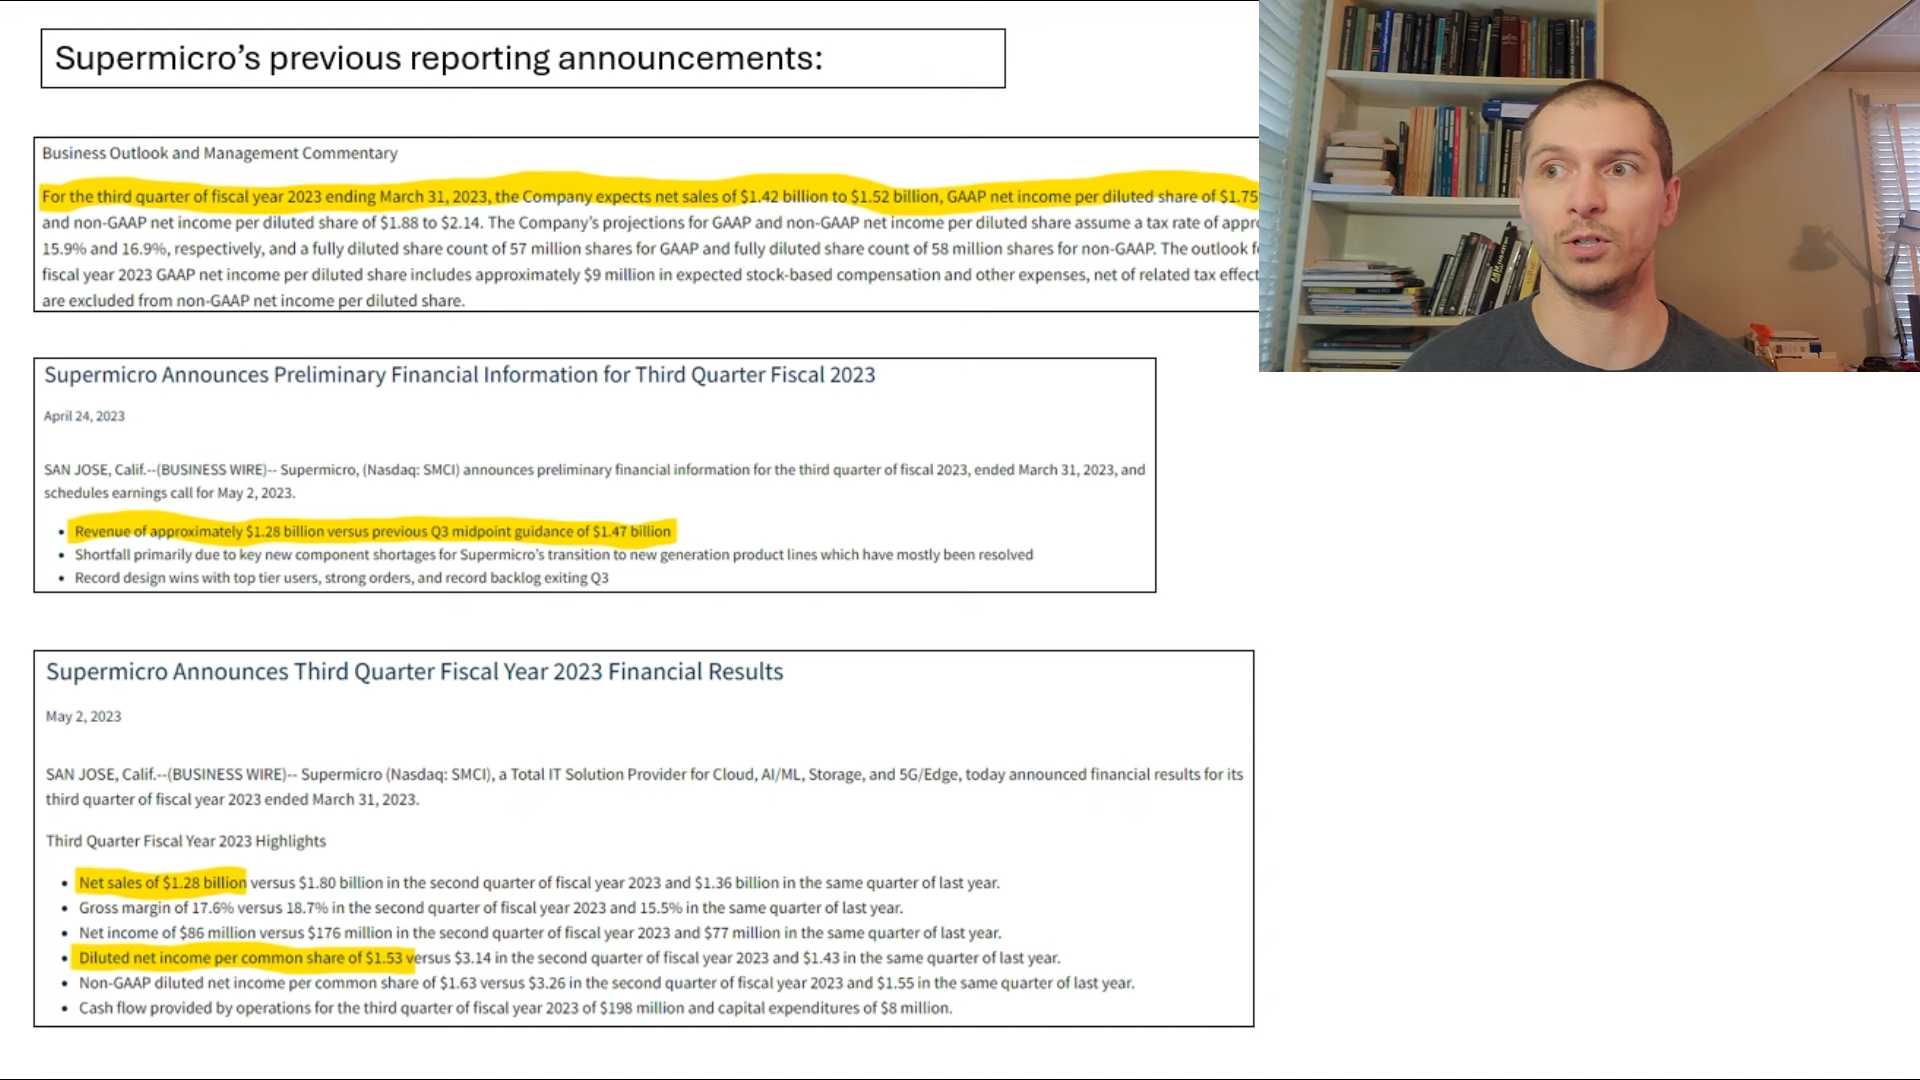 Supermicro’s previous reporting announcements:
Business Outlook and Management Commentary
For the third quarter of fiscal year 2023 ending March 31, 2023, the Company expects net sales of $1.42 billion to $1.52 billion, GAAP net income per diluted share of $1.75
and non-GAAP net income per diluted share of $1.88 to $2.14. The Company’s projections for GAAP and non-GAAP net income per diluted share assume a tax rate of
15.9% and 16.9%, respectively, and a fully diluted share count of 57 million shares for GAAP and fully diluted share count of 58 million shares for non-GAAP. The outlook
fiscal year 2023 GAAP net income per diluted share includes approximately $9 million in expected stock-based compensation and other expenses, net of related tax
are excluded from non-GAAP net income per diluted share.
Supermicro Announces Preliminary Financial Information for Third Quarter Fiscal 2023
April 24, 2023
SAN JOSE, Calif.--(BUSINESS WIRE)-- Supermicro, (Nasdaq: SMCI) announces preliminary financial information for the third quarter of fiscal 2023, ended March 31, 2023, and
schedules earnings call for May 2, 2023.
• Revenue of approximately $1.28 billion versus previous Q3 midpoint guidance of $1.47 billion
• Shortfall primarily due to key new component shortages for Supermicro’s transition to new generation product lines which have mostly been resolved
• Record design wins with top tier users, strong orders, and record backlog exiting Q3
Supermicro Announces Third Quarter Fiscal Year 2023 Financial Results
May 2, 2023
SAN JOSE, Calif.--(BUSINESS WIRE)-- Supermicro (Nasdaq: SMCI), a Total IT Solution Provider for Cloud, AI/ML, Storage, and 5G/Edge, today announced financial results for its
third quarter of fiscal year 2023 ended March 31, 2023.
Third Quarter Fiscal Year 2023 Highlights
• Net sales of $1.28 billion versus $1.80 billion in the second quarter of fiscal year 2023 and $1.36 billion in the same quarter of last year.
• Gross margin of 17.6% versus 18.7% in the second quarter of fiscal year 2023 and 15.5% in the same quarter of last year.
• Net income of $86 million versus $176 million in the second quarter of fiscal year 2023 and $77 million in the same quarter of last year.
• Diluted net income per common share of $1.53 versus $3.14 in the second quarter of fiscal year 2023 and $1.43 in the same quarter of last year.
• Non-GAAP diluted net income per common share of $1.63 versus $3.26 in the second quarter of fiscal year 2023 and $1.55 in the same quarter of last year.
• Cash flow provided by operations for the third quarter of fiscal year 2023 of $198 million and capital expenditures of $8 million.